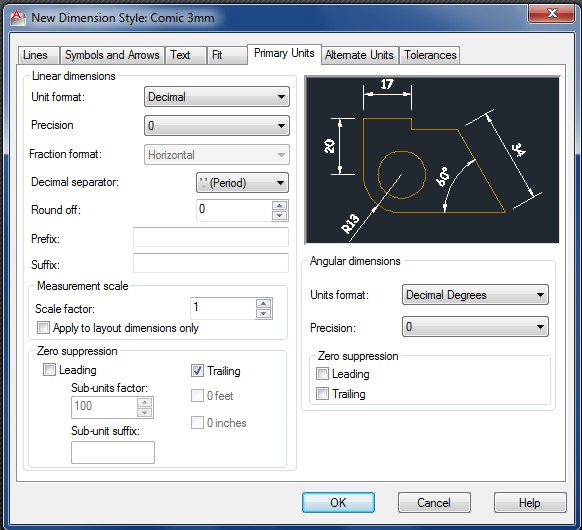 New Dimension Style: Comic 3mm
Lines Symbols and Arrows Text Fit Primary Units Alternate Units Tolerances
Linear dimensions
Unit format: Decimal
Precision 0
Fraction format: Horizontal
Decimal separator: '.' (Period)
Round off: 0
Prefix:
Suffix:
Measurement scale
Scale factor: 1
Apply to layout dimensions only
Zero suppression
Leading
Trailing
Sub-units factor:
100
0 feet
Sub-unit suffix:
0 inches
17
20
34
60°
R13
Angular dimensions
Units format: Decimal Degrees
Precision: 0
Zero suppression
Leading
Trailing
OK Cancel Help